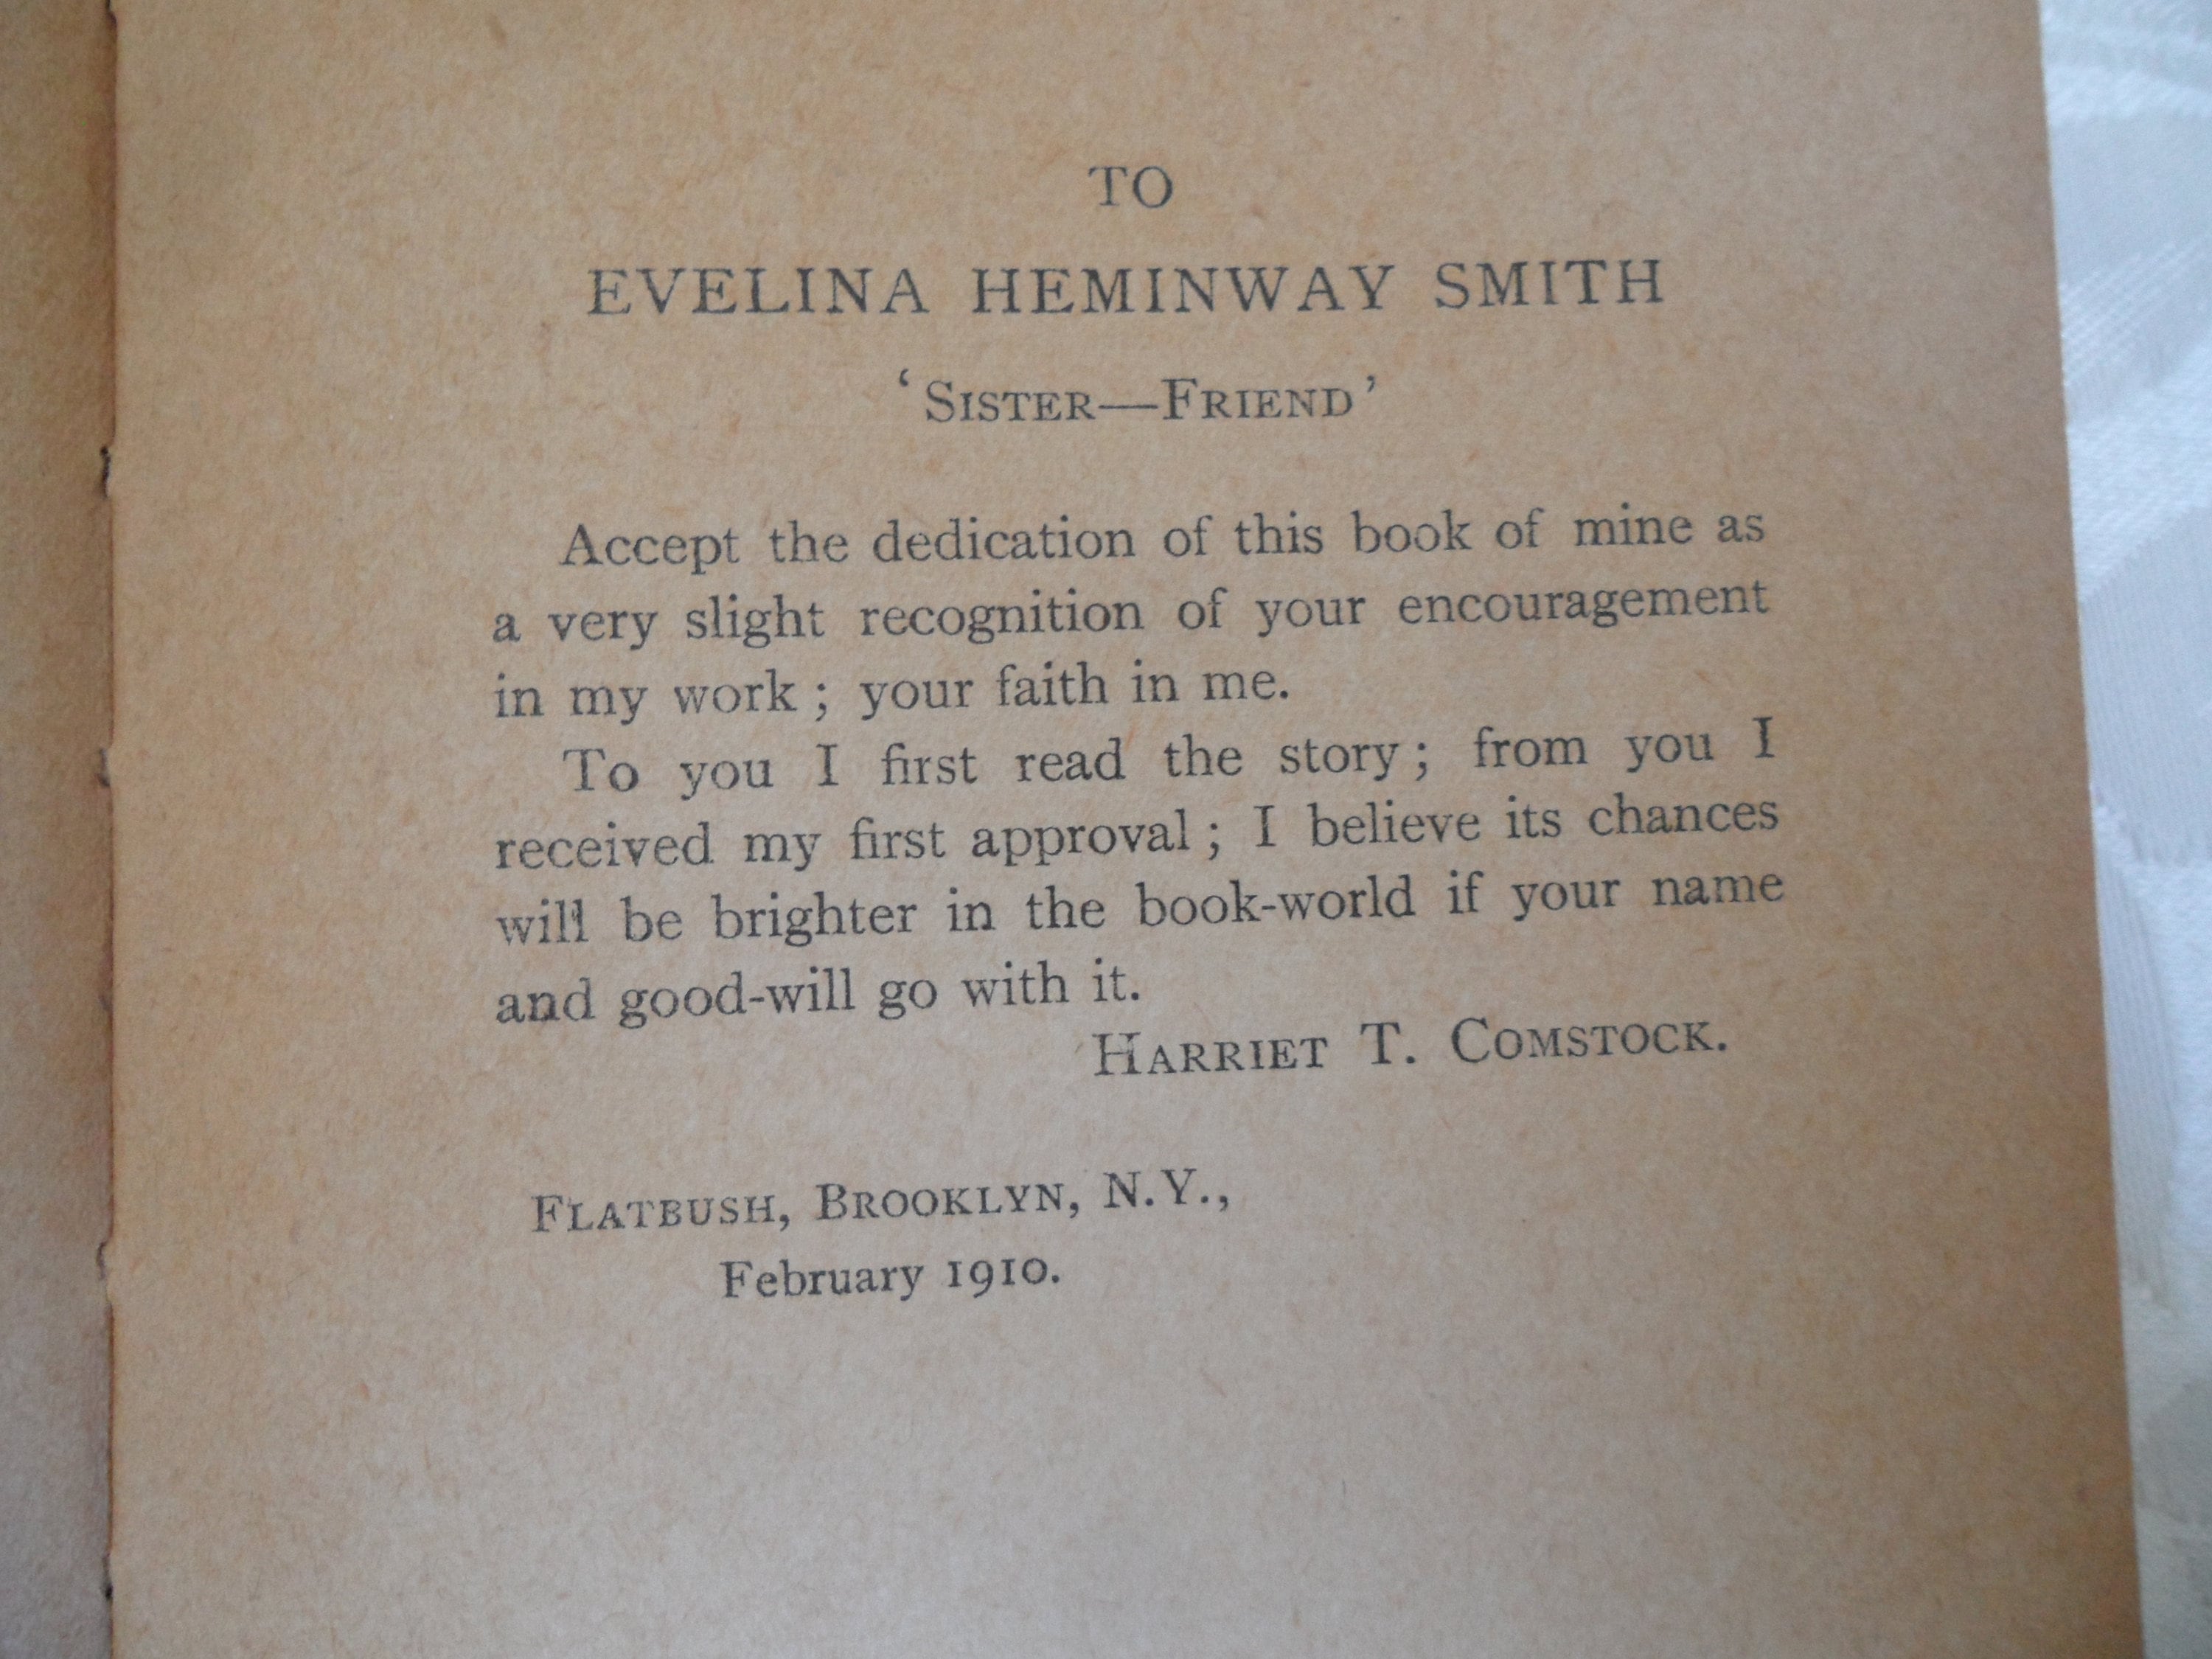 TO
EVELINA HEMINWAY SMITH
‘SISTER—FRIEND’
Accept the dedication of this book of mine as
a very slight recognition of your encouragement
in my work; your faith in me.
To you I first read the story; from you I
received my first approval; I believe its chances
will be brighter in the book-world if your name
and good-will go with it.
HARRIET T. COMSTOCK.
FLATBUSH, BROOKLYN, N.Y.,
February 1910.